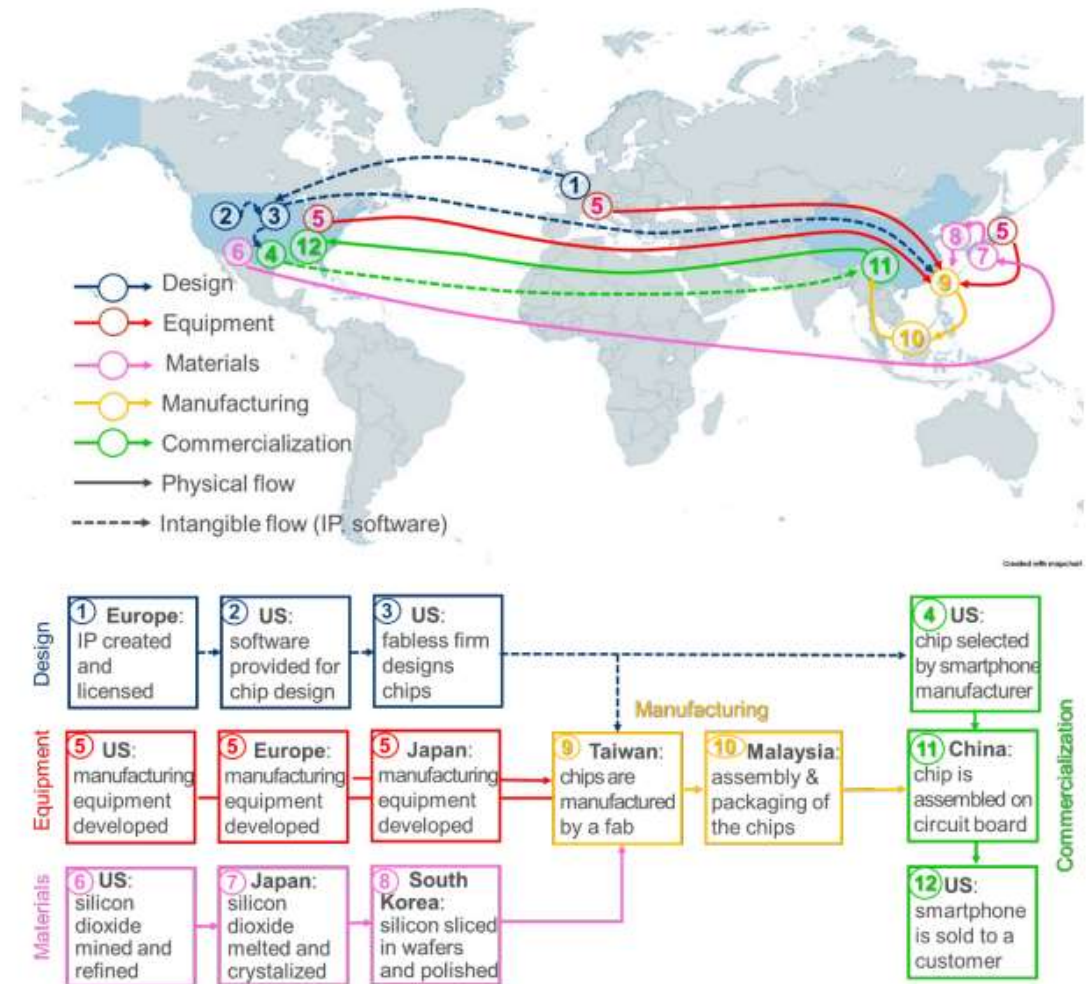 1
2
3
5
5
5
6
4
12
11
8
7
9
10
Design
Equipment
Materials
Manufacturing
Commercialization
Physical flow
Intangible flow (IP, software)
Created with mapchart
Design
1 Europe:
IP created
and
licensed
2 US:
software
provided for
chip design
3 US:
fabless firm
designs
chips
4 US:
chip selected
by smartphone
manufacturer
Manufacturing
Equipment
5 US:
manufacturing
equipment
developed
5 Europe:
manufacturing
equipment
developed
5 Japan:
manufacturing
equipment
developed
9 Taiwan:
chips are
manufactured
by a fab
10 Malaysia:
assembly &
packaging of
the chips
11 China:
chip is
assembled on
circuit board
Commercialization
Materials
6 US:
silicon
dioxide
mined and
refined
7 Japan:
silicon
dioxide
melted and
crystalized
8 South
Korea:
silicon sliced
in wafers
and polished
12 US:
smartphone
is sold to a
customer